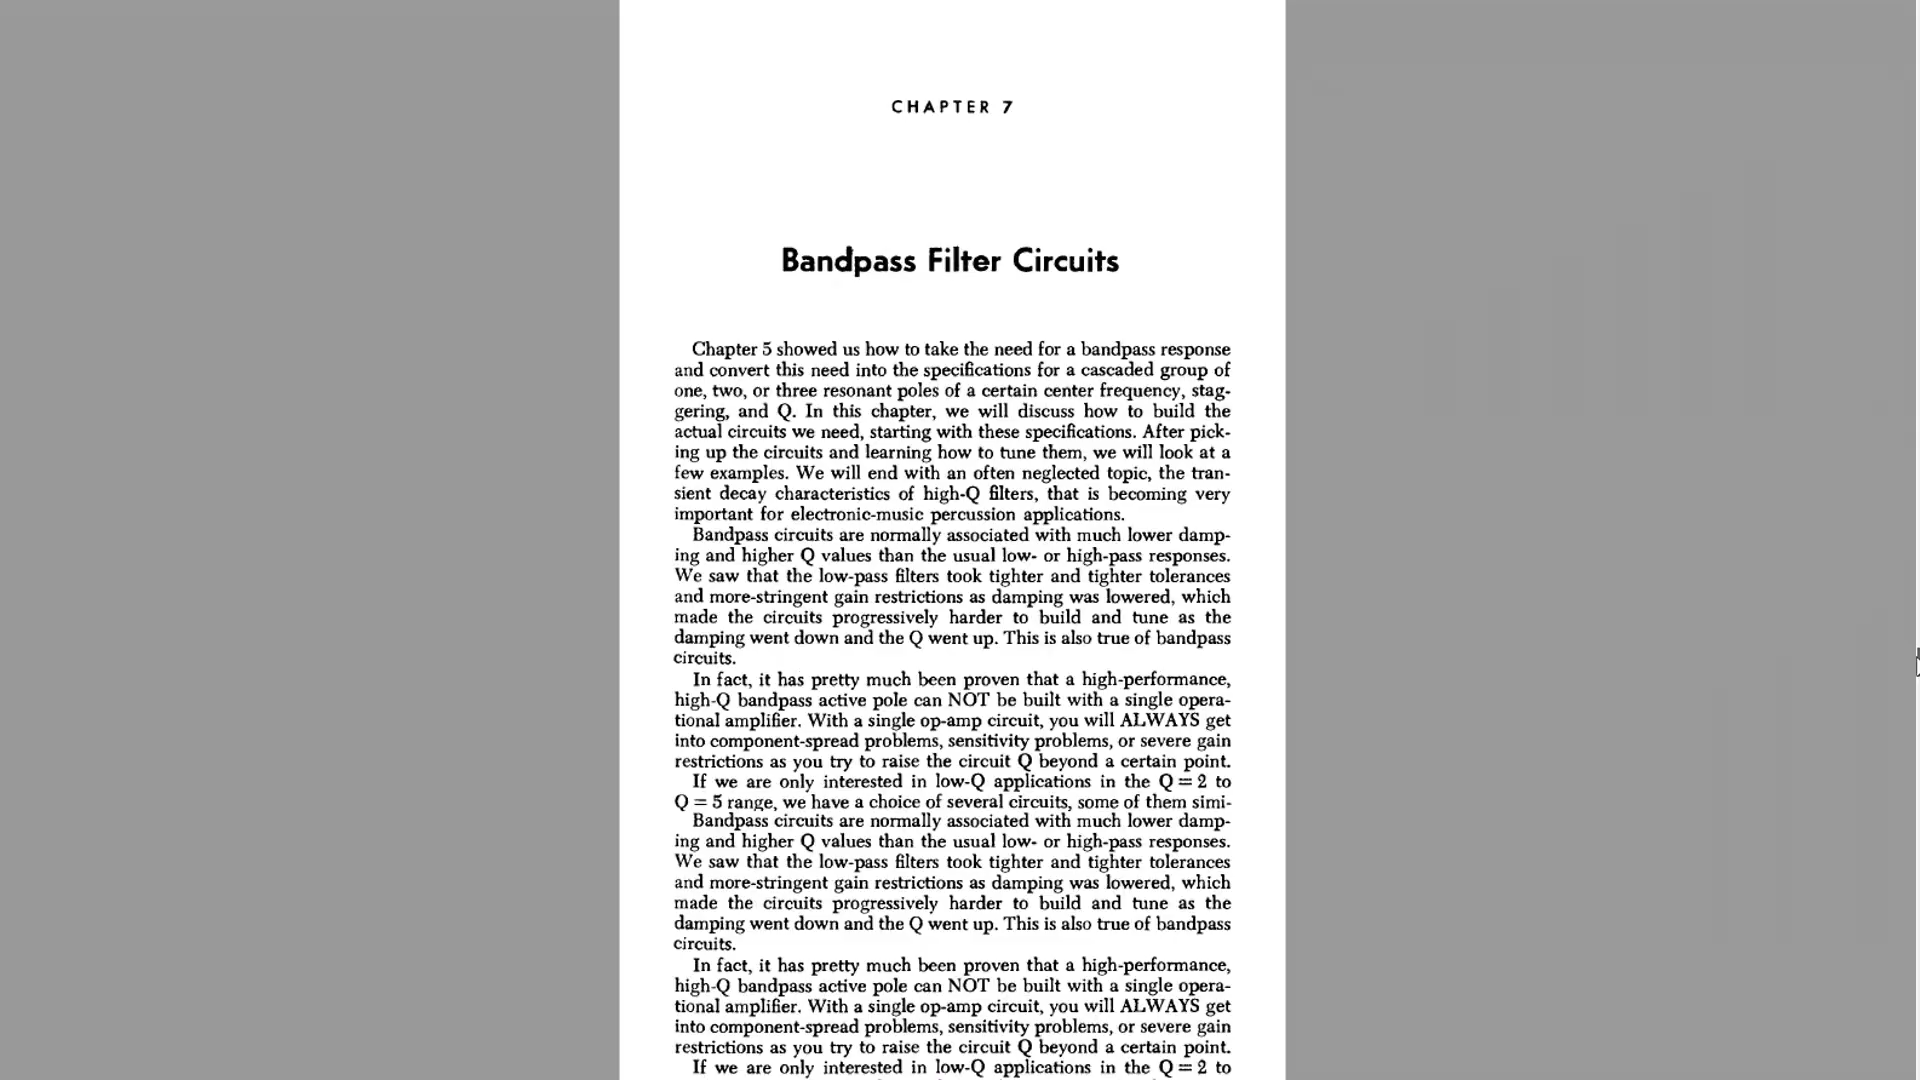 CHAPTER 7
Bandpass Filter Circuits
Chapter 5 showed us how to take the need for a bandpass response
and convert this need into the specifications for a cascaded group of
one, two, or three resonant poles of a certain center frequency, stag-
gering, and Q. In this chapter, we will discuss how to build the
actual circuits we need, starting with these specifications. After pick-
ing up the circuits and learning how to tune them, we will look at a
few examples. We will end with an often neglected topic, the tran-
sient decay characteristics of high-Q filters, that is becoming very
important for electronic-music percussion applications.
Bandpass circuits are normally associated with much lower damp-
ing and higher Q values than the usual low- or high-pass responses.
We saw that the low-pass filters took tighter and tighter tolerances
and more-stringent gain restrictions as damping was lowered, which
made the circuits progressively harder to build and tune as the
damping went down and the Q went up. This is also true of bandpass
circuits.
In fact, it has pretty much been proven that a high-performance,
high-Q bandpass active pole can NOT be built with a single opera-
tional amplifier. With a single op-amp circuit, you will ALWAYS get
into component-spread problems, sensitivity problems, or severe gain
restrictions as you try to raise the circuit Q beyond a certain point.
If we are only interested in low-Q applications in the Q = 2 to
Q = 5 range, we have a choice of several circuits, some of them simi-
Bandpass circuits are normally associated with much lower damp-
ing and higher Q values than the usual low- or high-pass responses.
We saw that the low-pass filters took tighter and tighter tolerances
and more-stringent gain restrictions as damping was lowered, which
made the circuits progressively harder to build and tune as the
damping went down and the Q went up. This is also true of bandpass
circuits.
In fact, it has pretty much been proven that a high-performance,
high-Q bandpass active pole can NOT be built with a single opera-
tional amplifier. With a single op-amp circuit, you will ALWAYS get
into component-spread problems, sensitivity problems, or severe gain
restrictions as you try to raise the circuit Q beyond a certain point.
If we are only interested in low-Q applications in the Q = 2 to